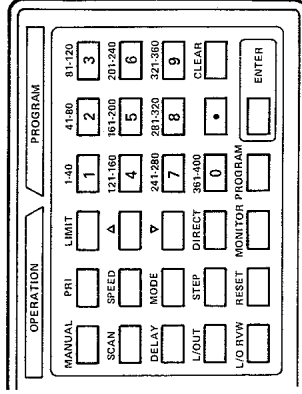 OPERATION PROGRAM
MANUAL PRI LIMIT 1-40 41-80 81-120
1 2 3
SCAN SPEED △ 121-160 161-200 201-240
4 5 6
DELAY MODE ▽ 241-280 281-320 321-360
7 8 9
L/OUT STEP DIRECT 361-400 CLEAR
0 •
L/O RVW RESET MONITOR PROGRAM ENTER